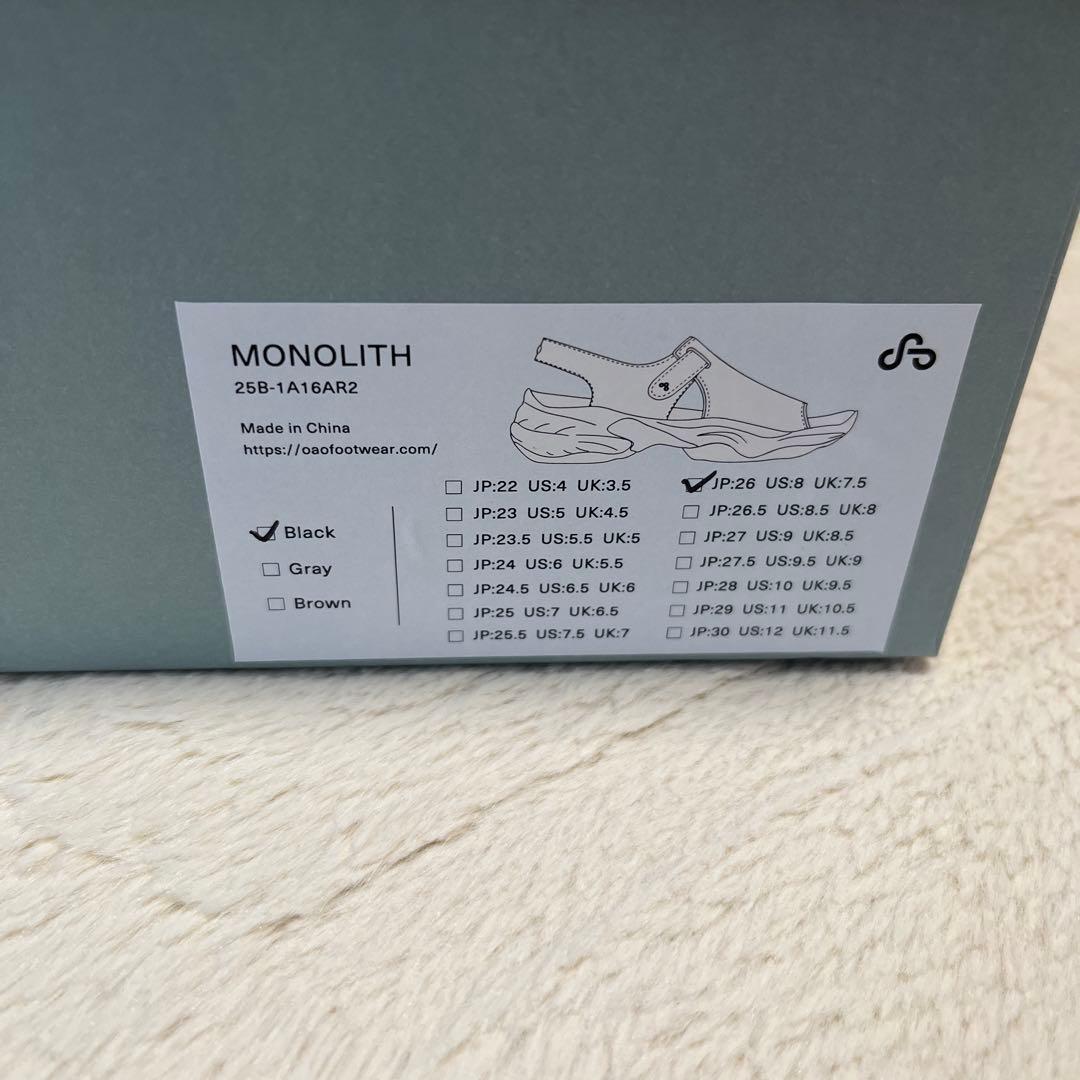 MONOLITH
25B-1A16AR2
Made in China
https://oaofootwear.com/
Black
Gray
Brown
JP:22 US:4 UK:3.5
JP:23 US:5 UK:4.5
JP:23.5 US:5.5 UK:5
JP:24 US:6 UK:5.5
JP:24.5 US:6.5 UK:6
JP:25 US:7 UK:6.5
JP:25.5 US:7.5 UK:7
JP:26 US:8 UK:7.5
JP:26.5 US:8.5 UK:8
JP:27 US:9 UK:8.5
JP:27.5 US:9.5 UK:9
JP:28 US:10 UK:9.5
JP:29 US:11 UK:10.5
JP:30 US:12 UK:11.5